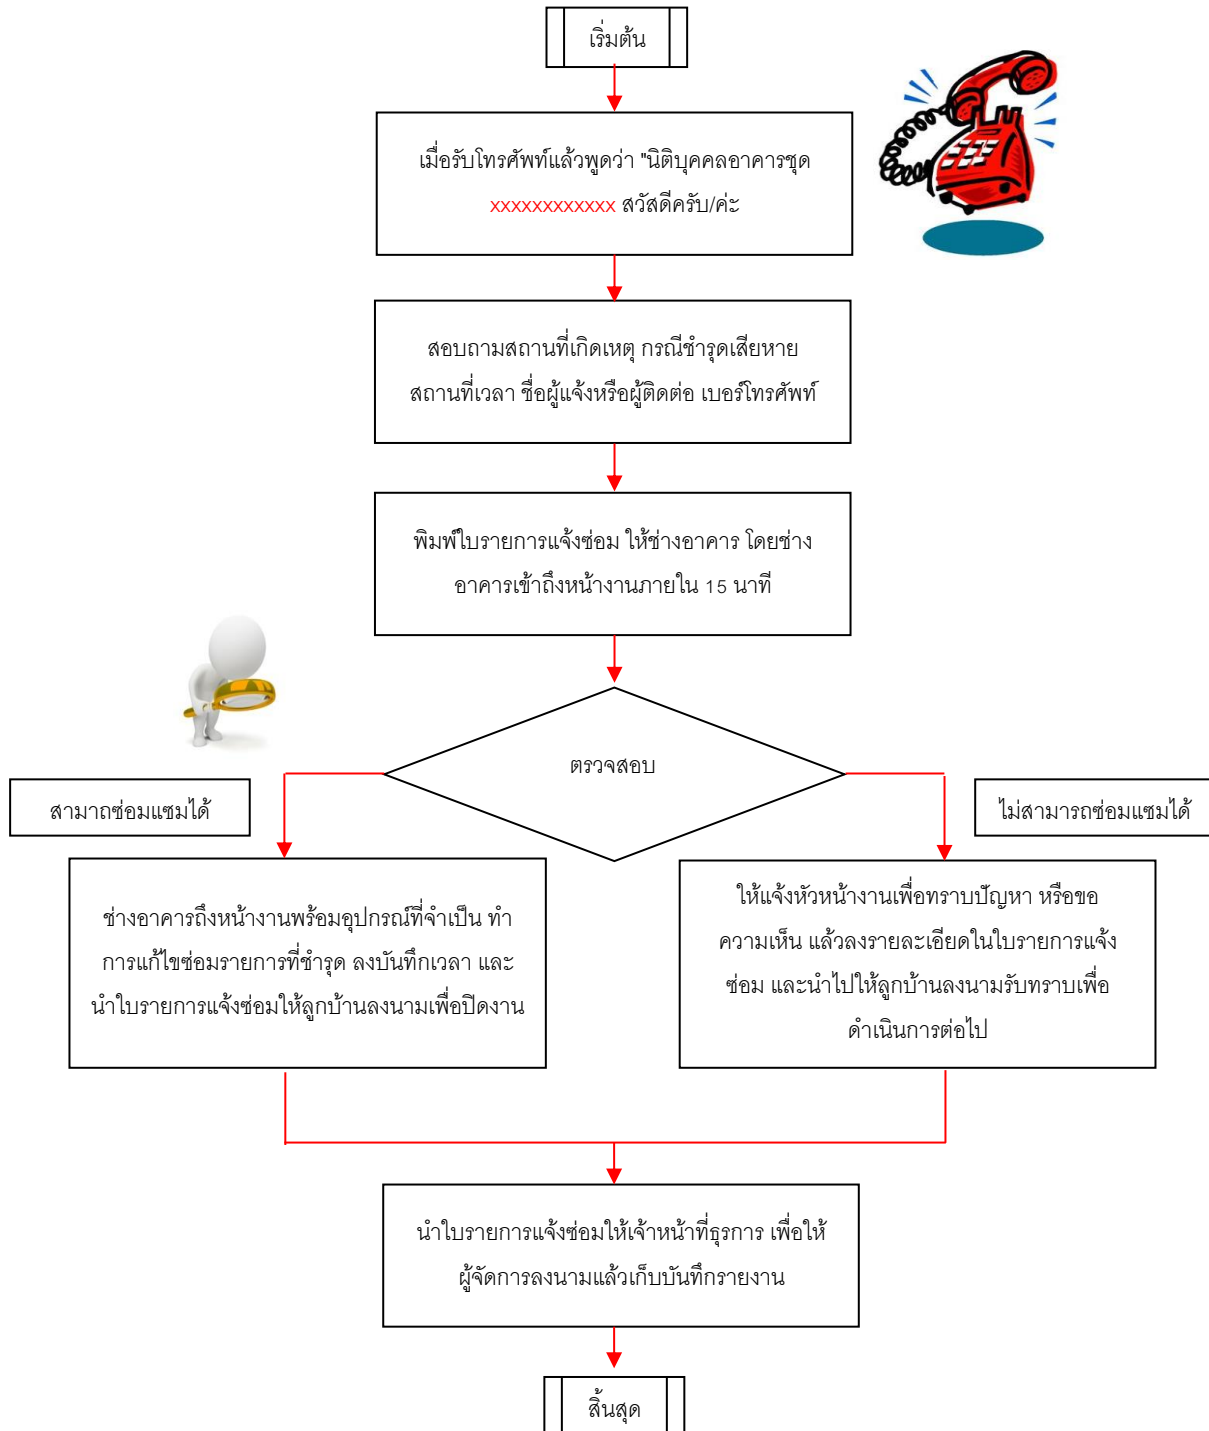 เริ่มต้น
เมื่อรับโทรศัพท์แล้วพูดว่า "นิติบุคคลอาคารชุด
xxxxxxxxxxxx สวัสดีครับ/ค่ะ
สอบถามสถานที่เกิดเหตุ กรณีชำรุดเสียหาย
สถานที่เวลา ชื่อผู้แจ้งหรือผู้ติดต่อ เบอร์โทรศัพท์
พิมพ์ใบรายการแจ้งซ่อม ให้ช่างอาคาร โดยช่าง
อาคารเข้าถึงหน้างานภายใน 15 นาที
ตรวจสอบ
สามาถซ่อมแซมได้
ไม่สามารถซ่อมแซมได้
ช่างอาคารถึงหน้างานพร้อมอุปกรณ์ที่จำเป็น ทำ
การแก้ไขซ่อมรายการที่ชำรุด ลงบันทึกเวลา และ
นำใบรายการแจ้งซ่อมให้ลูกบ้านลงนามเพื่อปิดงาน
ให้แจ้งหัวหน้างานเพื่อทราบปัญหา หรือขอ
ความเห็น แล้วลงรายละเอียดในใบรายการแจ้ง
ซ่อม และนำไปให้ลูกบ้านลงนามรับทราบเพื่อ
ดำเนินการต่อไป
นำใบรายการแจ้งซ่อมให้เจ้าหน้าที่ธุรการ เพื่อให้
ผู้จัดการลงนามแล้วเก็บบันทึกรายงาน
สิ้นสุด